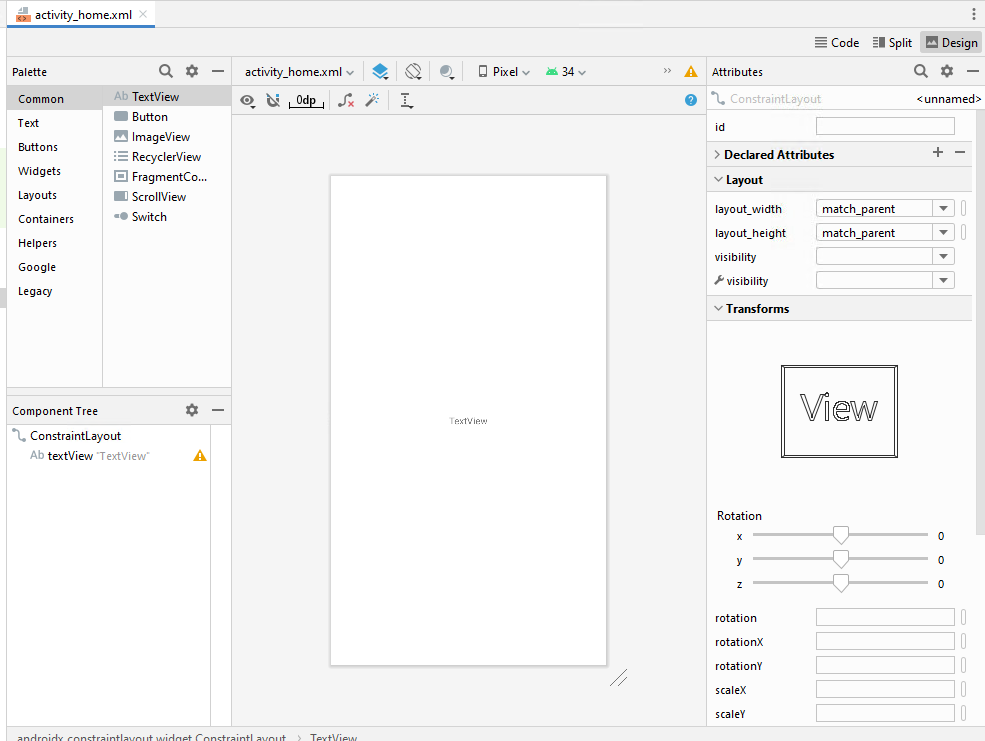 activity_home.xml
Code Split Design
Palette
activity_home.xml Pixel 34
Attributes
0dp
Common
Text
Buttons
Widgets
Layouts
Containers
Helpers
Google
Legacy
Ab TextView
Button
ImageView
RecyclerView
FragmentCo...
ScrollView
Switch
Component Tree
ConstraintLayout
Ab textView "TextView"
TextView
ConstraintLayout <unnamed>
id
Declared Attributes
Layout
layout_width match_parent
layout_height match_parent
visibility
visibility
Transforms
View
Rotation
x 0
y 0
z 0
rotation
rotationX
rotationY
scaleX
scaleY
androidx.constraintlayout.widget.ConstraintLayout > TextView